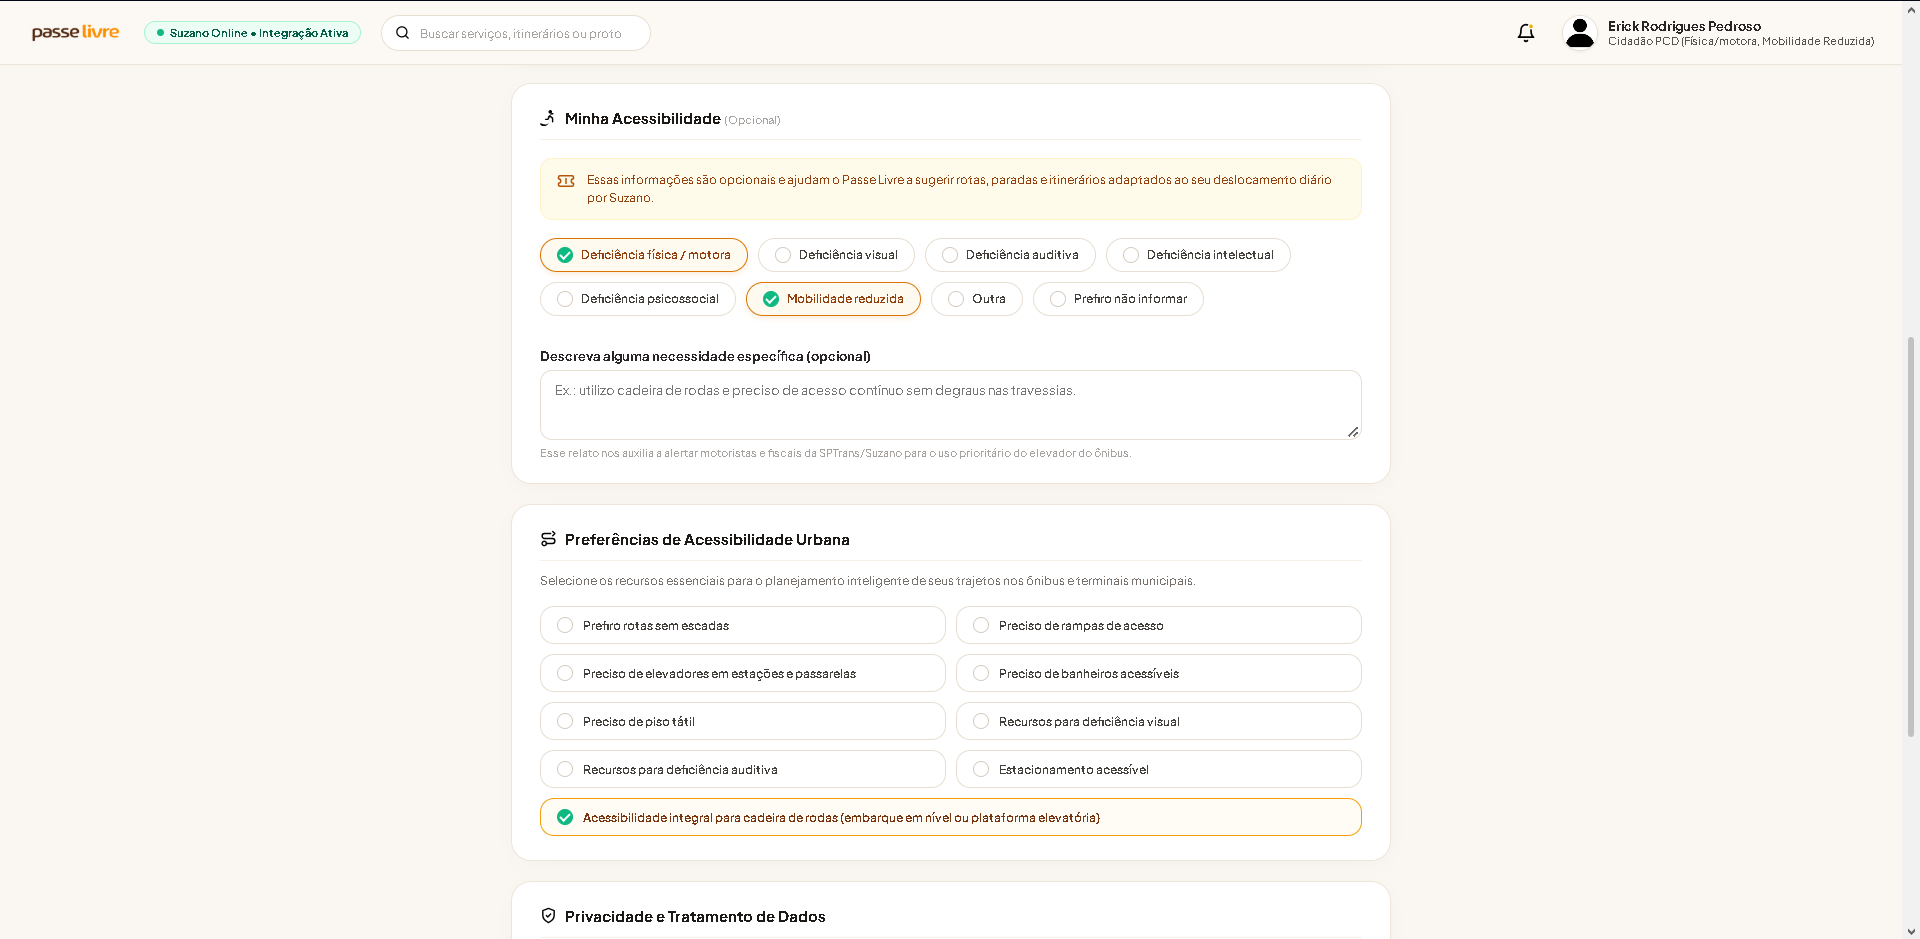 passe livre
Suzano Online • Integração Ativa
Buscar serviços, itinerários ou proto
Erick Rodrigues Pedroso
Cidadão PCD (Física/motora, Mobilidade Reduzida)
Minha Acessibilidade (Opcional)
Essas informações são opcionais e ajudam o Passe Livre a sugerir rotas, paradas e itinerários adaptados ao seu deslocamento diário
por Suzano.
Deficiência física / motora
Deficiência visual
Deficiência auditiva
Deficiência intelectual
Deficiência psicossocial
Mobilidade reduzida
Outra
Prefiro não informar
Descreva alguma necessidade específica (opcional)
Ex.: utilizo cadeira de rodas e preciso de acesso contínuo sem degraus nas travessias.
Esse relato nos auxilia a alertar motoristas e fiscais da SPTrans/Suzano para o uso prioritário do elevador do ônibus.
Preferências de Acessibilidade Urbana
Selecione os recursos essenciais para o planejamento inteligente de seus trajetos nos ônibus e terminais municipais.
Prefiro rotas sem escadas
Preciso de rampas de acesso
Preciso de elevadores em estações e passarelas
Preciso de banheiros acessíveis
Preciso de piso tátil
Recursos para deficiência visual
Recursos para deficiência auditiva
Estacionamento acessível
Acessibilidade integral para cadeira de rodas (embarque em nível ou plataforma elevatória)
Privacidade e Tratamento de Dados